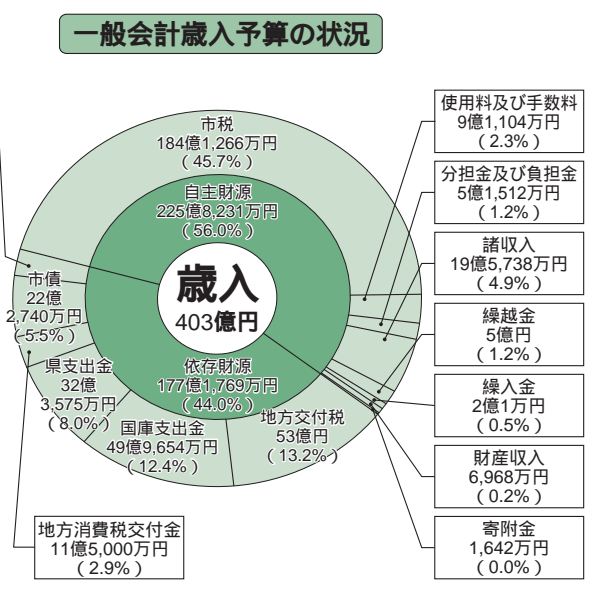 一般会計歳入予算の状況
市税
184億1,266万円
（45.7%）
自主財源
225億8,231万円
（56.0%）
歳入
403億円
依存財源
177億1,769万円
（44.0%）
使用料及び手数料
9億1,104万円
（2.3%）
分担金及び負担金
5億1,512万円
（1.2%）
諸収入
19億5,738万円
（4.9%）
繰越金
5億円
（1.2%）
繰入金
2億1万円
（0.5%）
財産収入
6,968万円
（0.2%）
寄附金
1,642万円
（0.0%）
地方交付税
53億円
（13.2%）
国庫支出金
49億9,654万円
（12.4%）
県支出金
32億
3,575万円
（8.0%）
市債
22億
2,740万円
（5.5%）
地方消費税交付金
11億5,000万円
（2.9%）